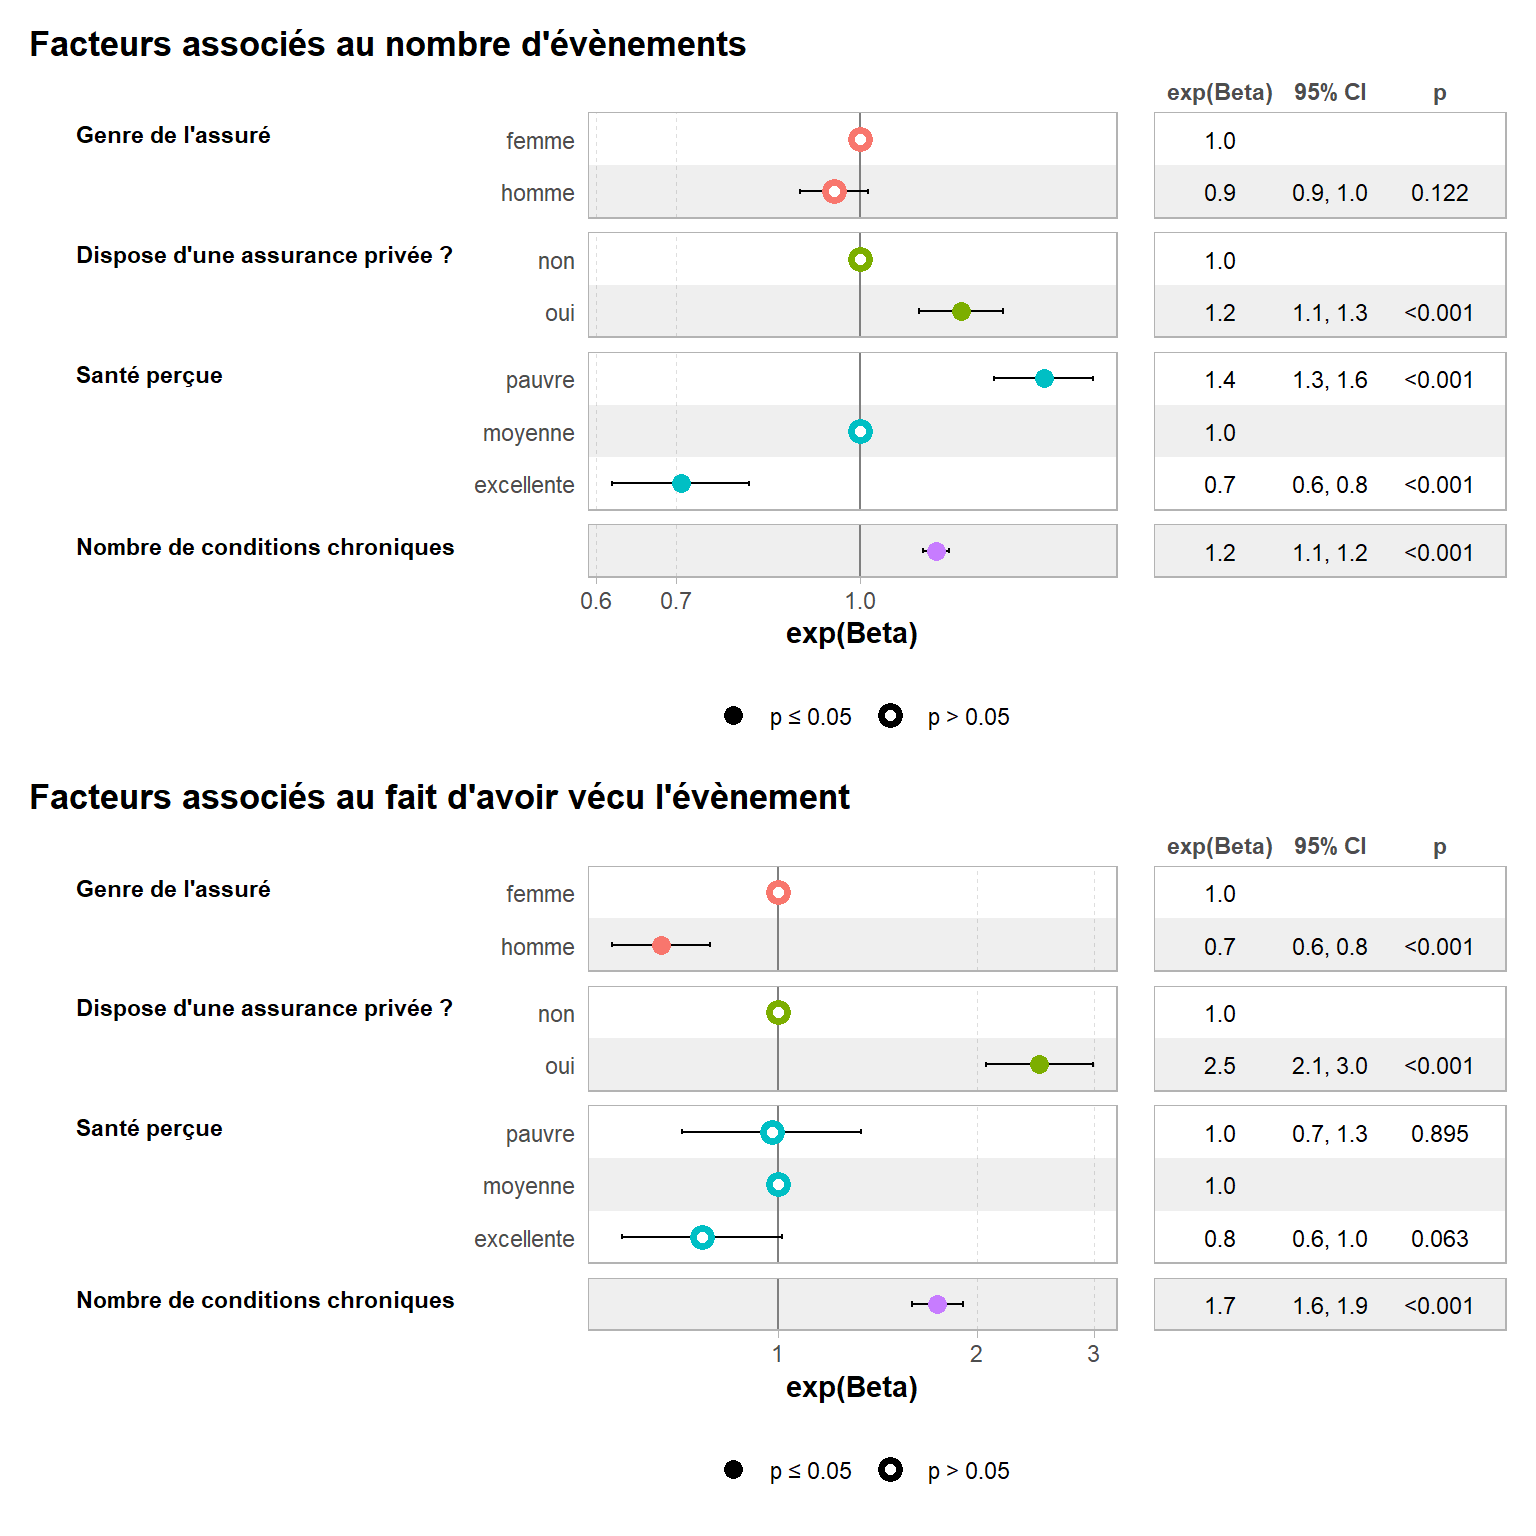 Facteurs associés au nombre d'évènements
exp(Beta) 95% CI p
Genre de l'assuré femme 1.0
homme 0.9 0.9, 1.0 0.122
Dispose d'une assurance privée ? non 1.0
oui 1.2 1.1, 1.3 <0.001
Santé perçue pauvre 1.4 1.3, 1.6 <0.001
moyenne 1.0
excellente 0.7 0.6, 0.8 <0.001
Nombre de conditions chroniques 1.2 1.1, 1.2 <0.001
0.6 0.7 1.0
exp(Beta)
p ≤ 0.05 p > 0.05
Facteurs associés au fait d'avoir vécu l'évènement
exp(Beta) 95% CI p
Genre de l'assuré femme 1.0
homme 0.7 0.6, 0.8 <0.001
Dispose d'une assurance privée ? non 1.0
oui 2.5 2.1, 3.0 <0.001
Santé perçue pauvre 1.0 0.7, 1.3 0.895
moyenne 1.0
excellente 0.8 0.6, 1.0 0.063
Nombre de conditions chroniques 1.7 1.6, 1.9 <0.001
1 2 3
exp(Beta)
p ≤ 0.05 p > 0.05